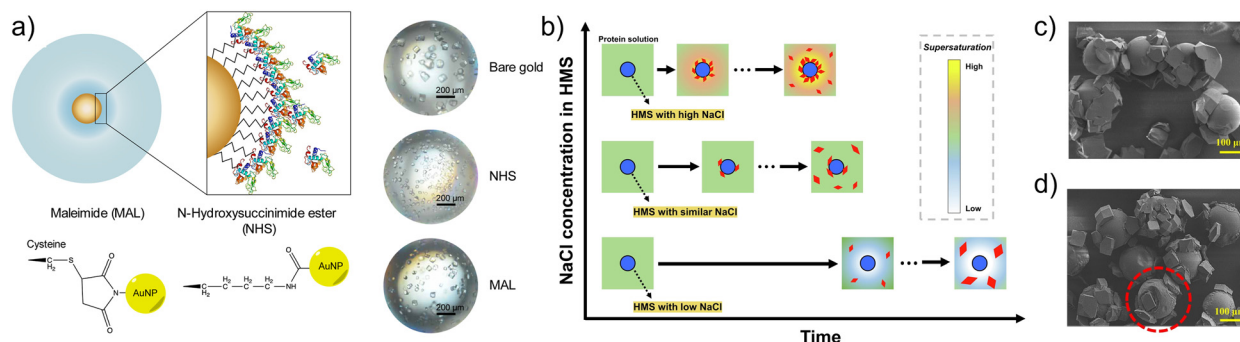 a)
Maleimide (MAL)
N-Hydroxysuccinimide ester
(NHS)
Cysteine
S
C
H₂
O
N
O
AuNP
C
H₂
H₂
C
C
H₂
H₂
C
NH
O
C
AuNP
Bare gold
200 µm
NHS
200 µm
MAL
200 µm
b)
NaCl concentration in HMS
Protein solution
HMS with high NaCl
HMS with similar NaCl
HMS with low NaCl
Time
Supersaturation
High
Low
c)
100 µm
d)
100 µm